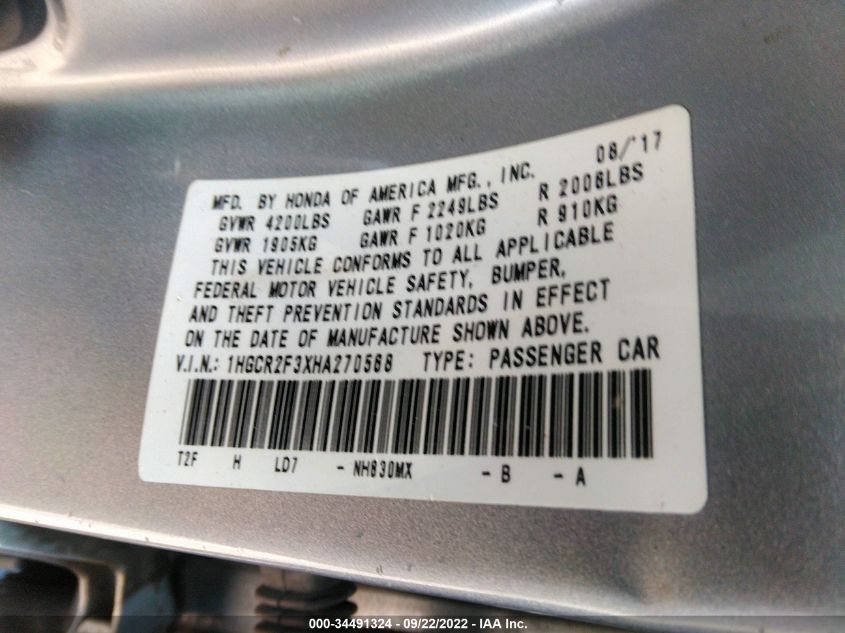 08/'17
MFD. BY HONDA OF AMERICA MFG., INC.
GVWR 4200LBS GAWR F 2249LBS R 2006LBS
GVWR 1905KG GAWR F 1020KG R 910KG
THIS VEHICLE CONFORMS TO ALL APPLICABLE
FEDERAL MOTOR VEHICLE SAFETY, BUMPER,
AND THEFT PREVENTION STANDARDS IN EFFECT
ON THE DATE OF MANUFACTURE SHOWN ABOVE.
V.I.N.: 1HGCR2F3XHA270568 TYPE: PASSENGER CAR
T2F H LD7 - NH830MX - B - A
000-34491324 - 09/22/2022 - IAA Inc.